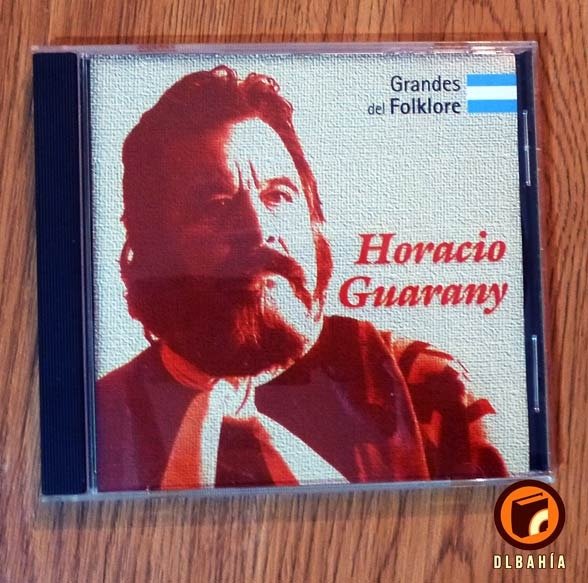 Grandes
del Folklore
Horacio
Guarany
DLBAHÍA